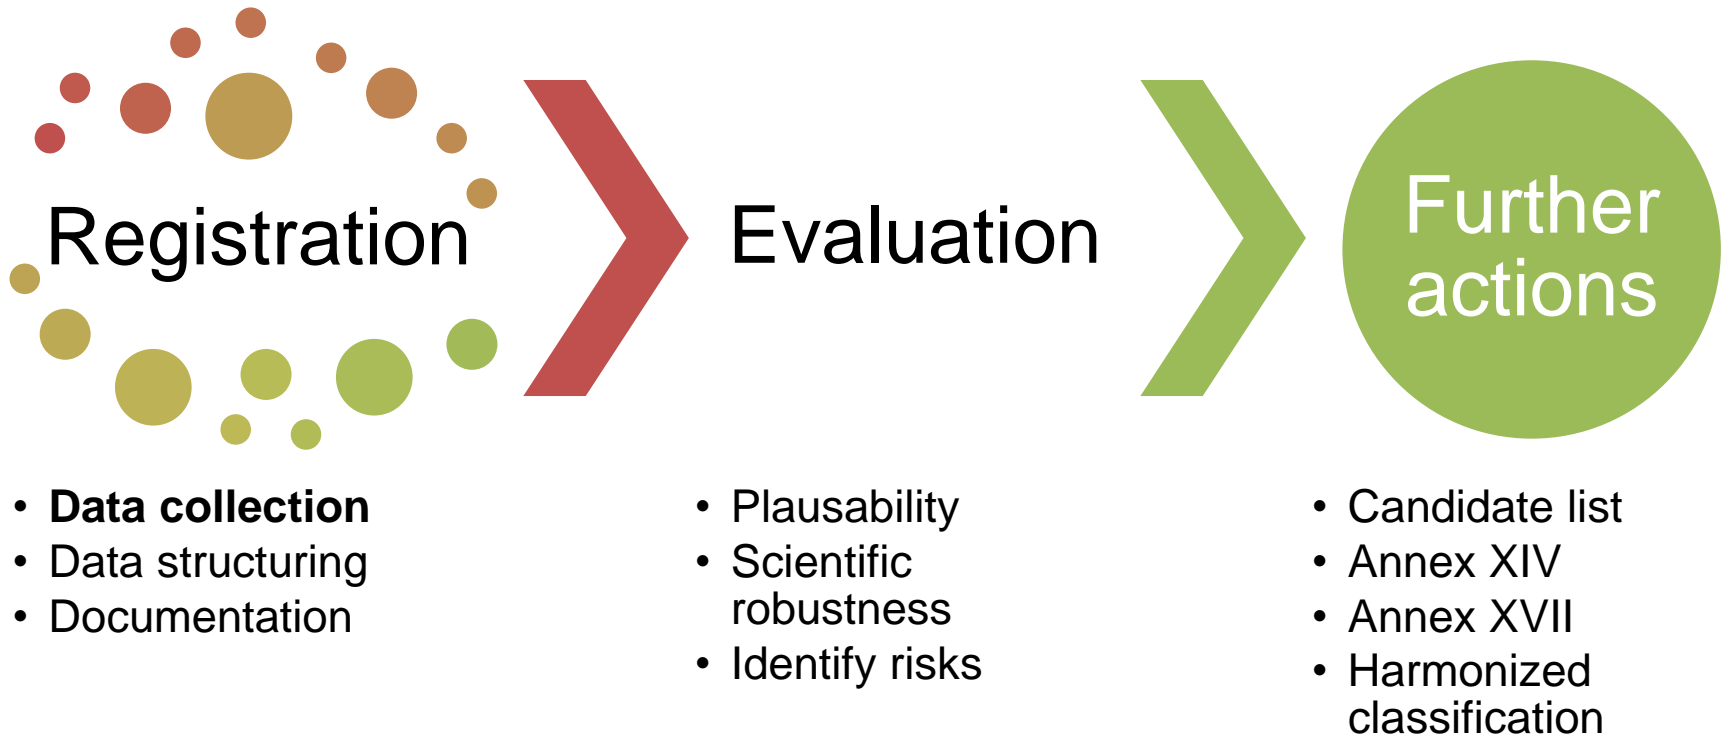 Registration
• Data collection
• Data structuring
• Documentation
Evaluation
• Plausability
• Scientific
robustness
• Identify risks
Further
actions
• Candidate list
• Annex XIV
• Annex XVII
• Harmonized
classification